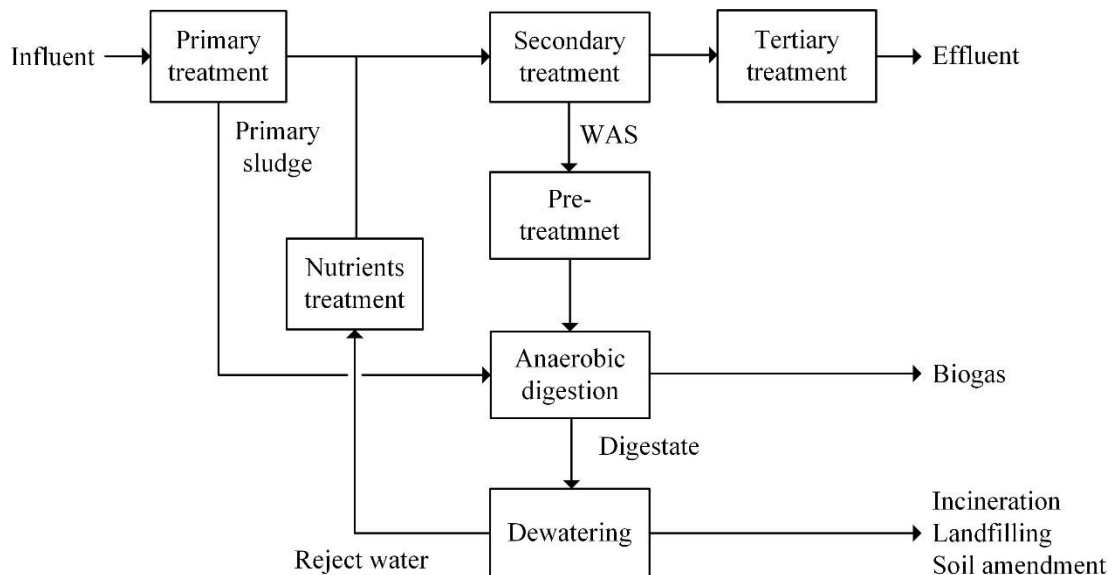 Influent
Primary
treatment
Secondary
treatment
Tertiary
treatment
Effluent
Primary
sludge
WAS
Pre-
treatmnet
Nutrients
treatment
Anaerobic
digestion
Biogas
Digestate
Dewatering
Reject water
Incineration
Landfilling
Soil amendment